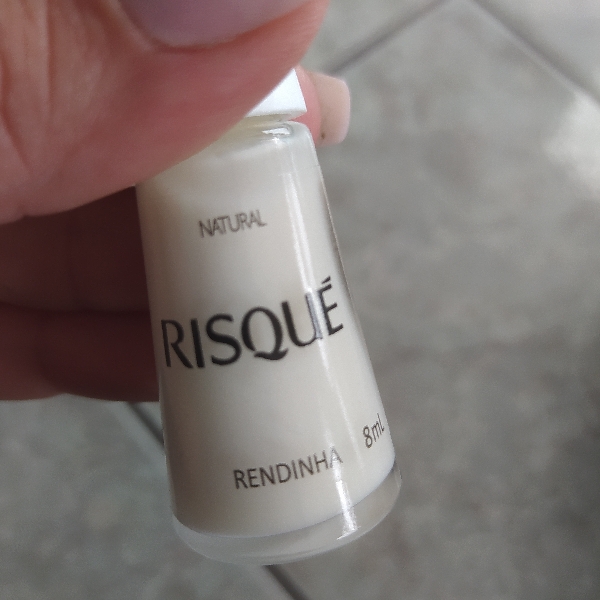 NATURAL
RISQUÉ
8mL
RENDINHA